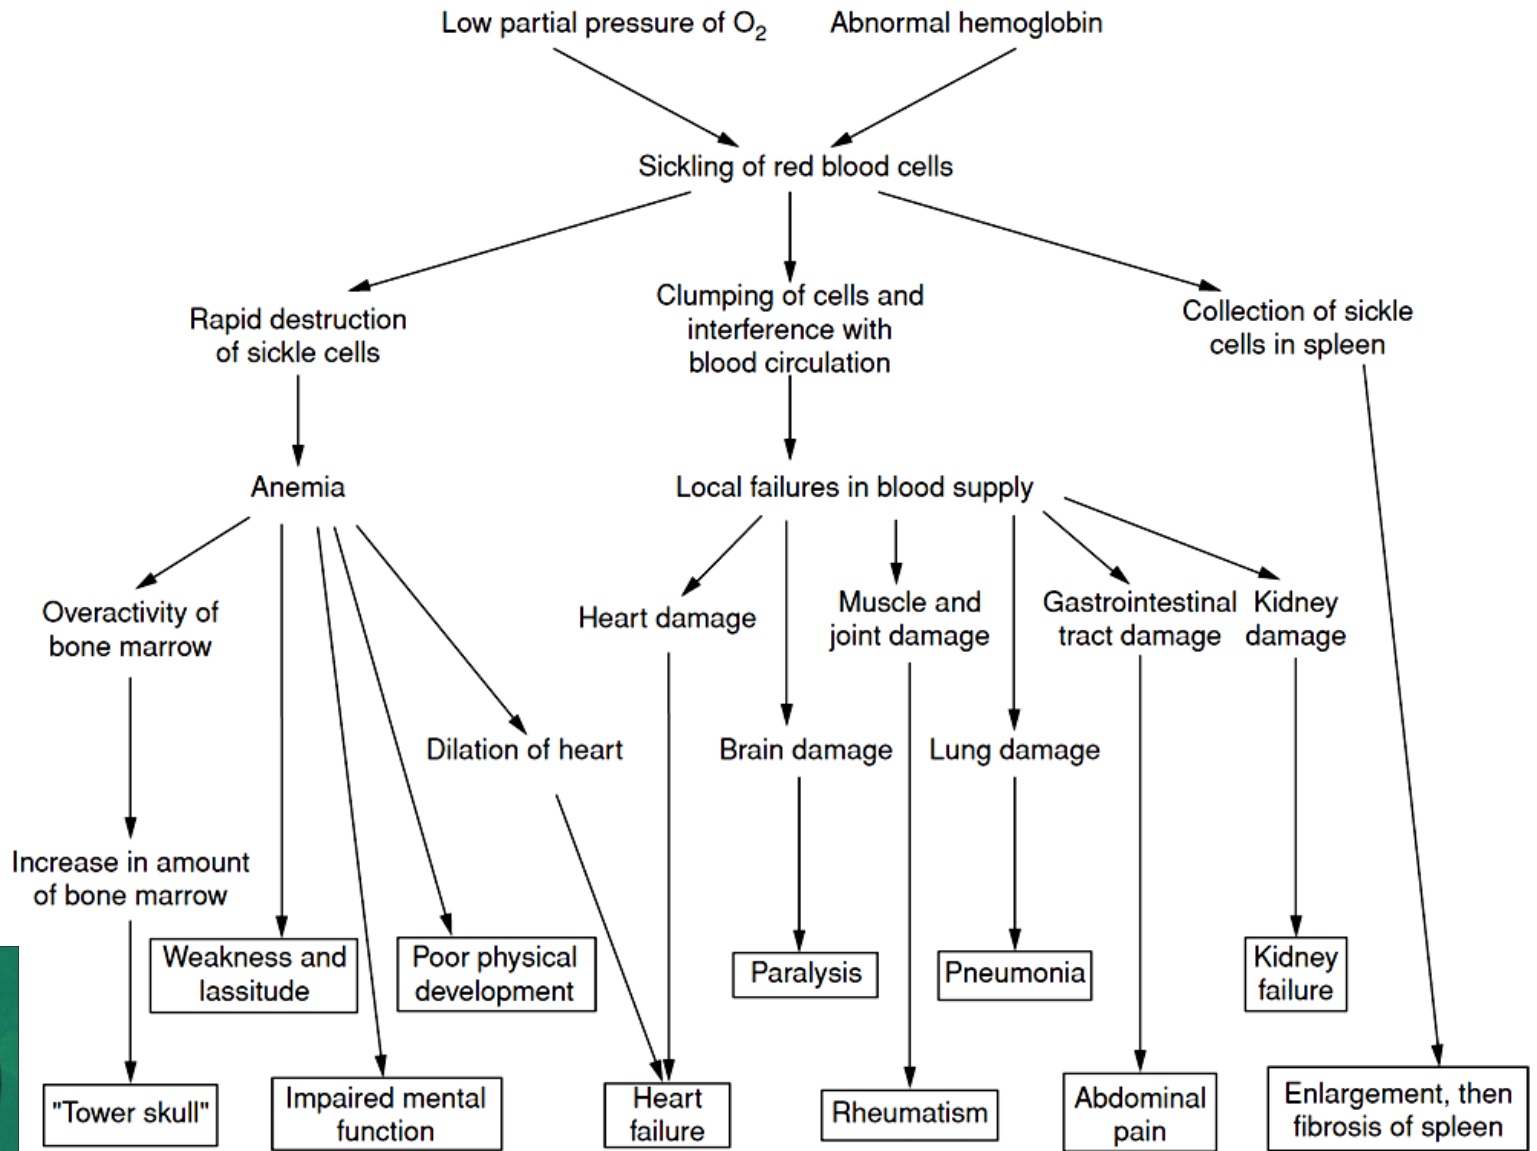 Low partial pressure of O₂
Abnormal hemoglobin
Sickling of red blood cells
Rapid destruction
of sickle cells
Clumping of cells and
interference with
blood circulation
Collection of sickle
cells in spleen
Anemia
Local failures in blood supply
Overactivity of
bone marrow
Heart damage
Muscle and
joint damage
Gastrointestinal
tract damage
Kidney
damage
Dilation of heart
Brain damage
Lung damage
Increase in amount
of bone marrow
Weakness and
lassitude
Poor physical
development
Paralysis
Pneumonia
Kidney
failure
"Tower skull"
Impaired mental
function
Heart
failure
Rheumatism
Abdominal
pain
Enlargement, then
fibrosis of spleen